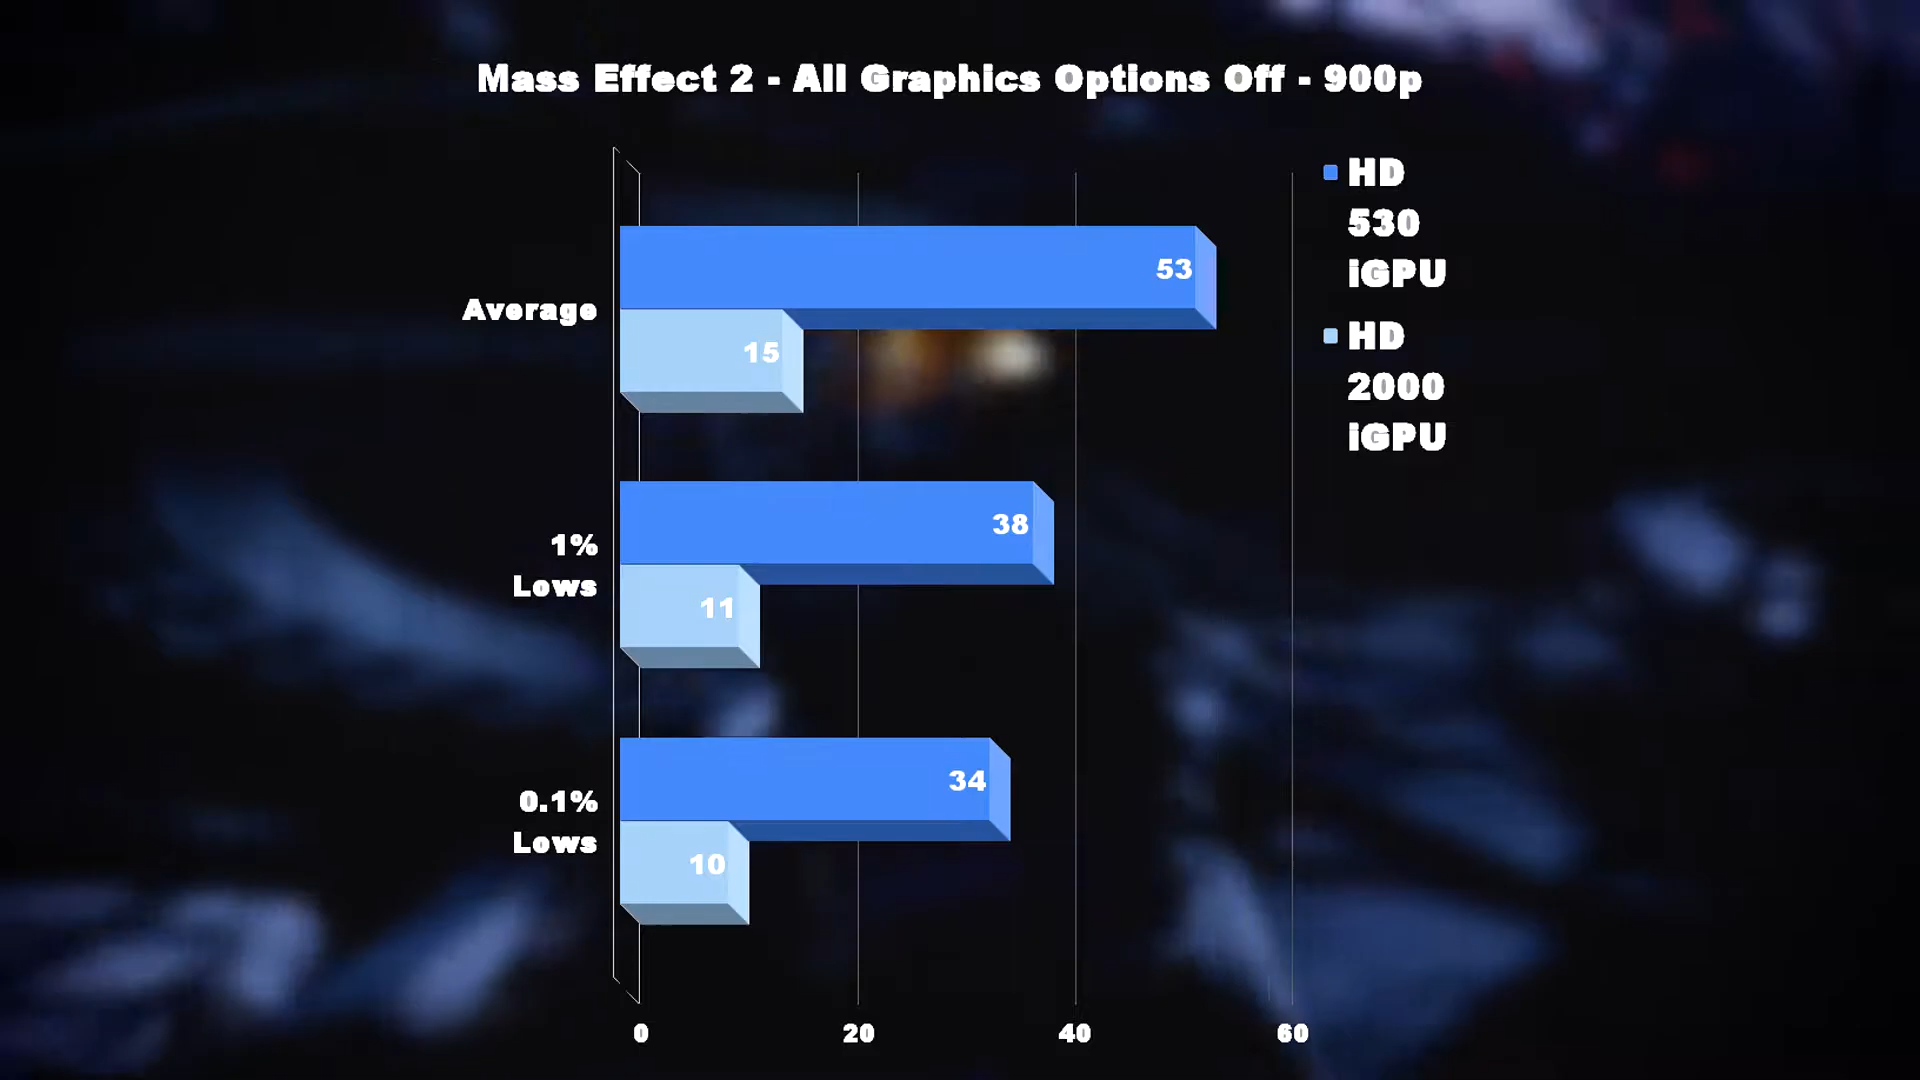 Mass Effect 2 - All Graphics Options Off - 900p
HD
530
iGPU
HD
2000
iGPU
Average
53
15
1%
Lows
38
11
0.1%
Lows
34
10
0
20
40
60